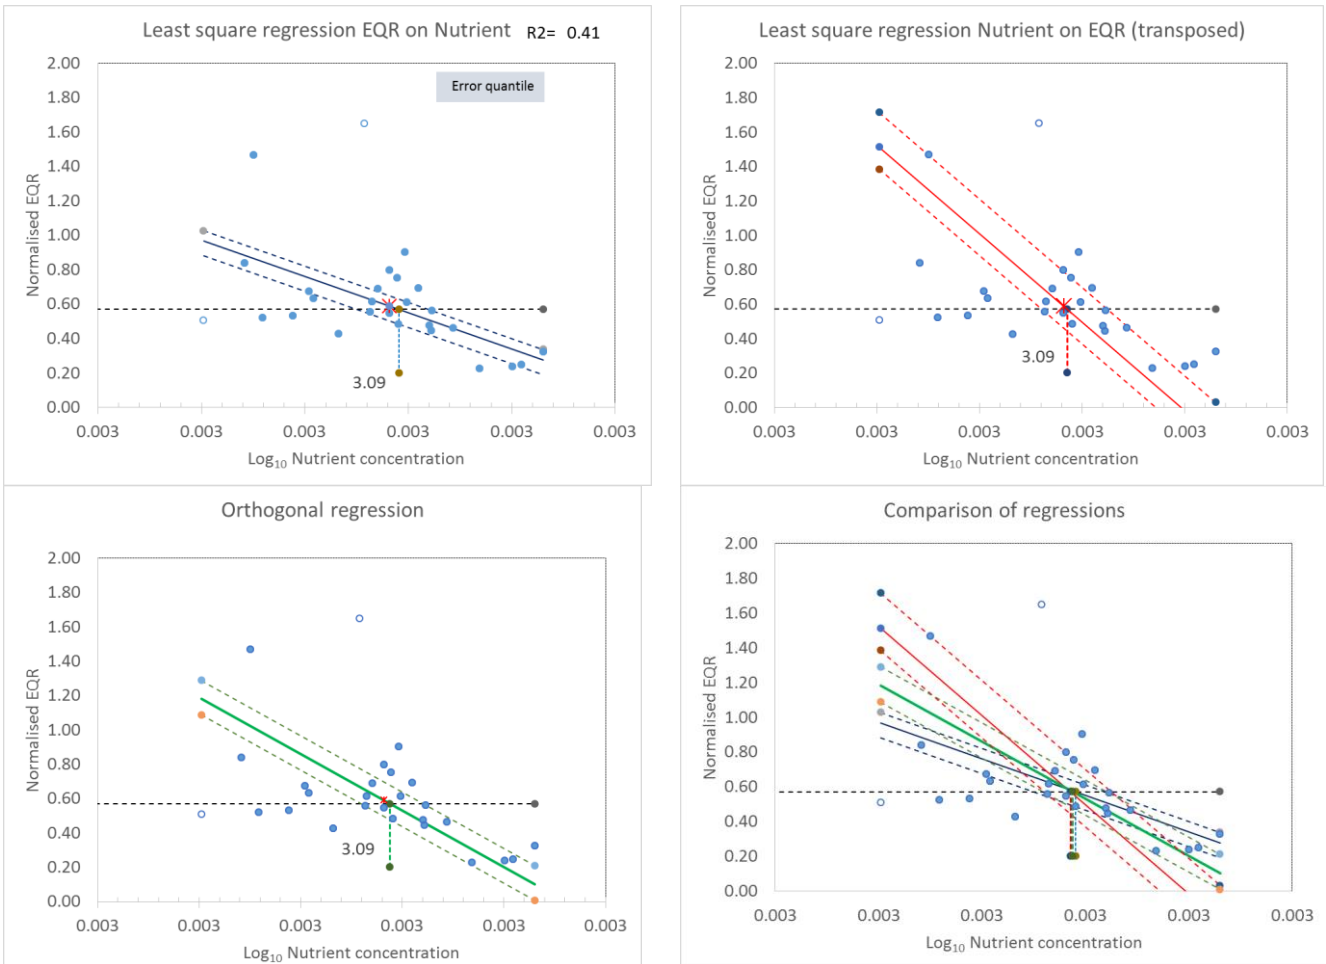 Least square regression EQR on Nutrient R2= 0.41
2.00
1.80
1.60
1.40
1.20
1.00
0.80
0.60
0.40
0.20
0.00
Normalised EQR
Error quantile
3.09
0.003 0.003 0.003 0.003 0.003 0.003
Log10 Nutrient concentration
Least square regression Nutrient on EQR (transposed)
2.00
1.80
1.60
1.40
1.20
1.00
0.80
0.60
0.40
0.20
0.00
Normalised EQR
3.09
0.003 0.003 0.003 0.003 0.003 0.003
Log10 Nutrient concentration
Orthogonal regression
2.00
1.80
1.60
1.40
1.20
1.00
0.80
0.60
0.40
0.20
0.00
Normalised EQR
3.09
0.003 0.003 0.003 0.003 0.003 0.003
Log10 Nutrient concentration
Comparison of regressions
2.00
1.80
1.60
1.40
1.20
1.00
0.80
0.60
0.40
0.20
0.00
Normalised EQR
0.003 0.003 0.003 0.003 0.003 0.003
Log10 Nutrient concentration